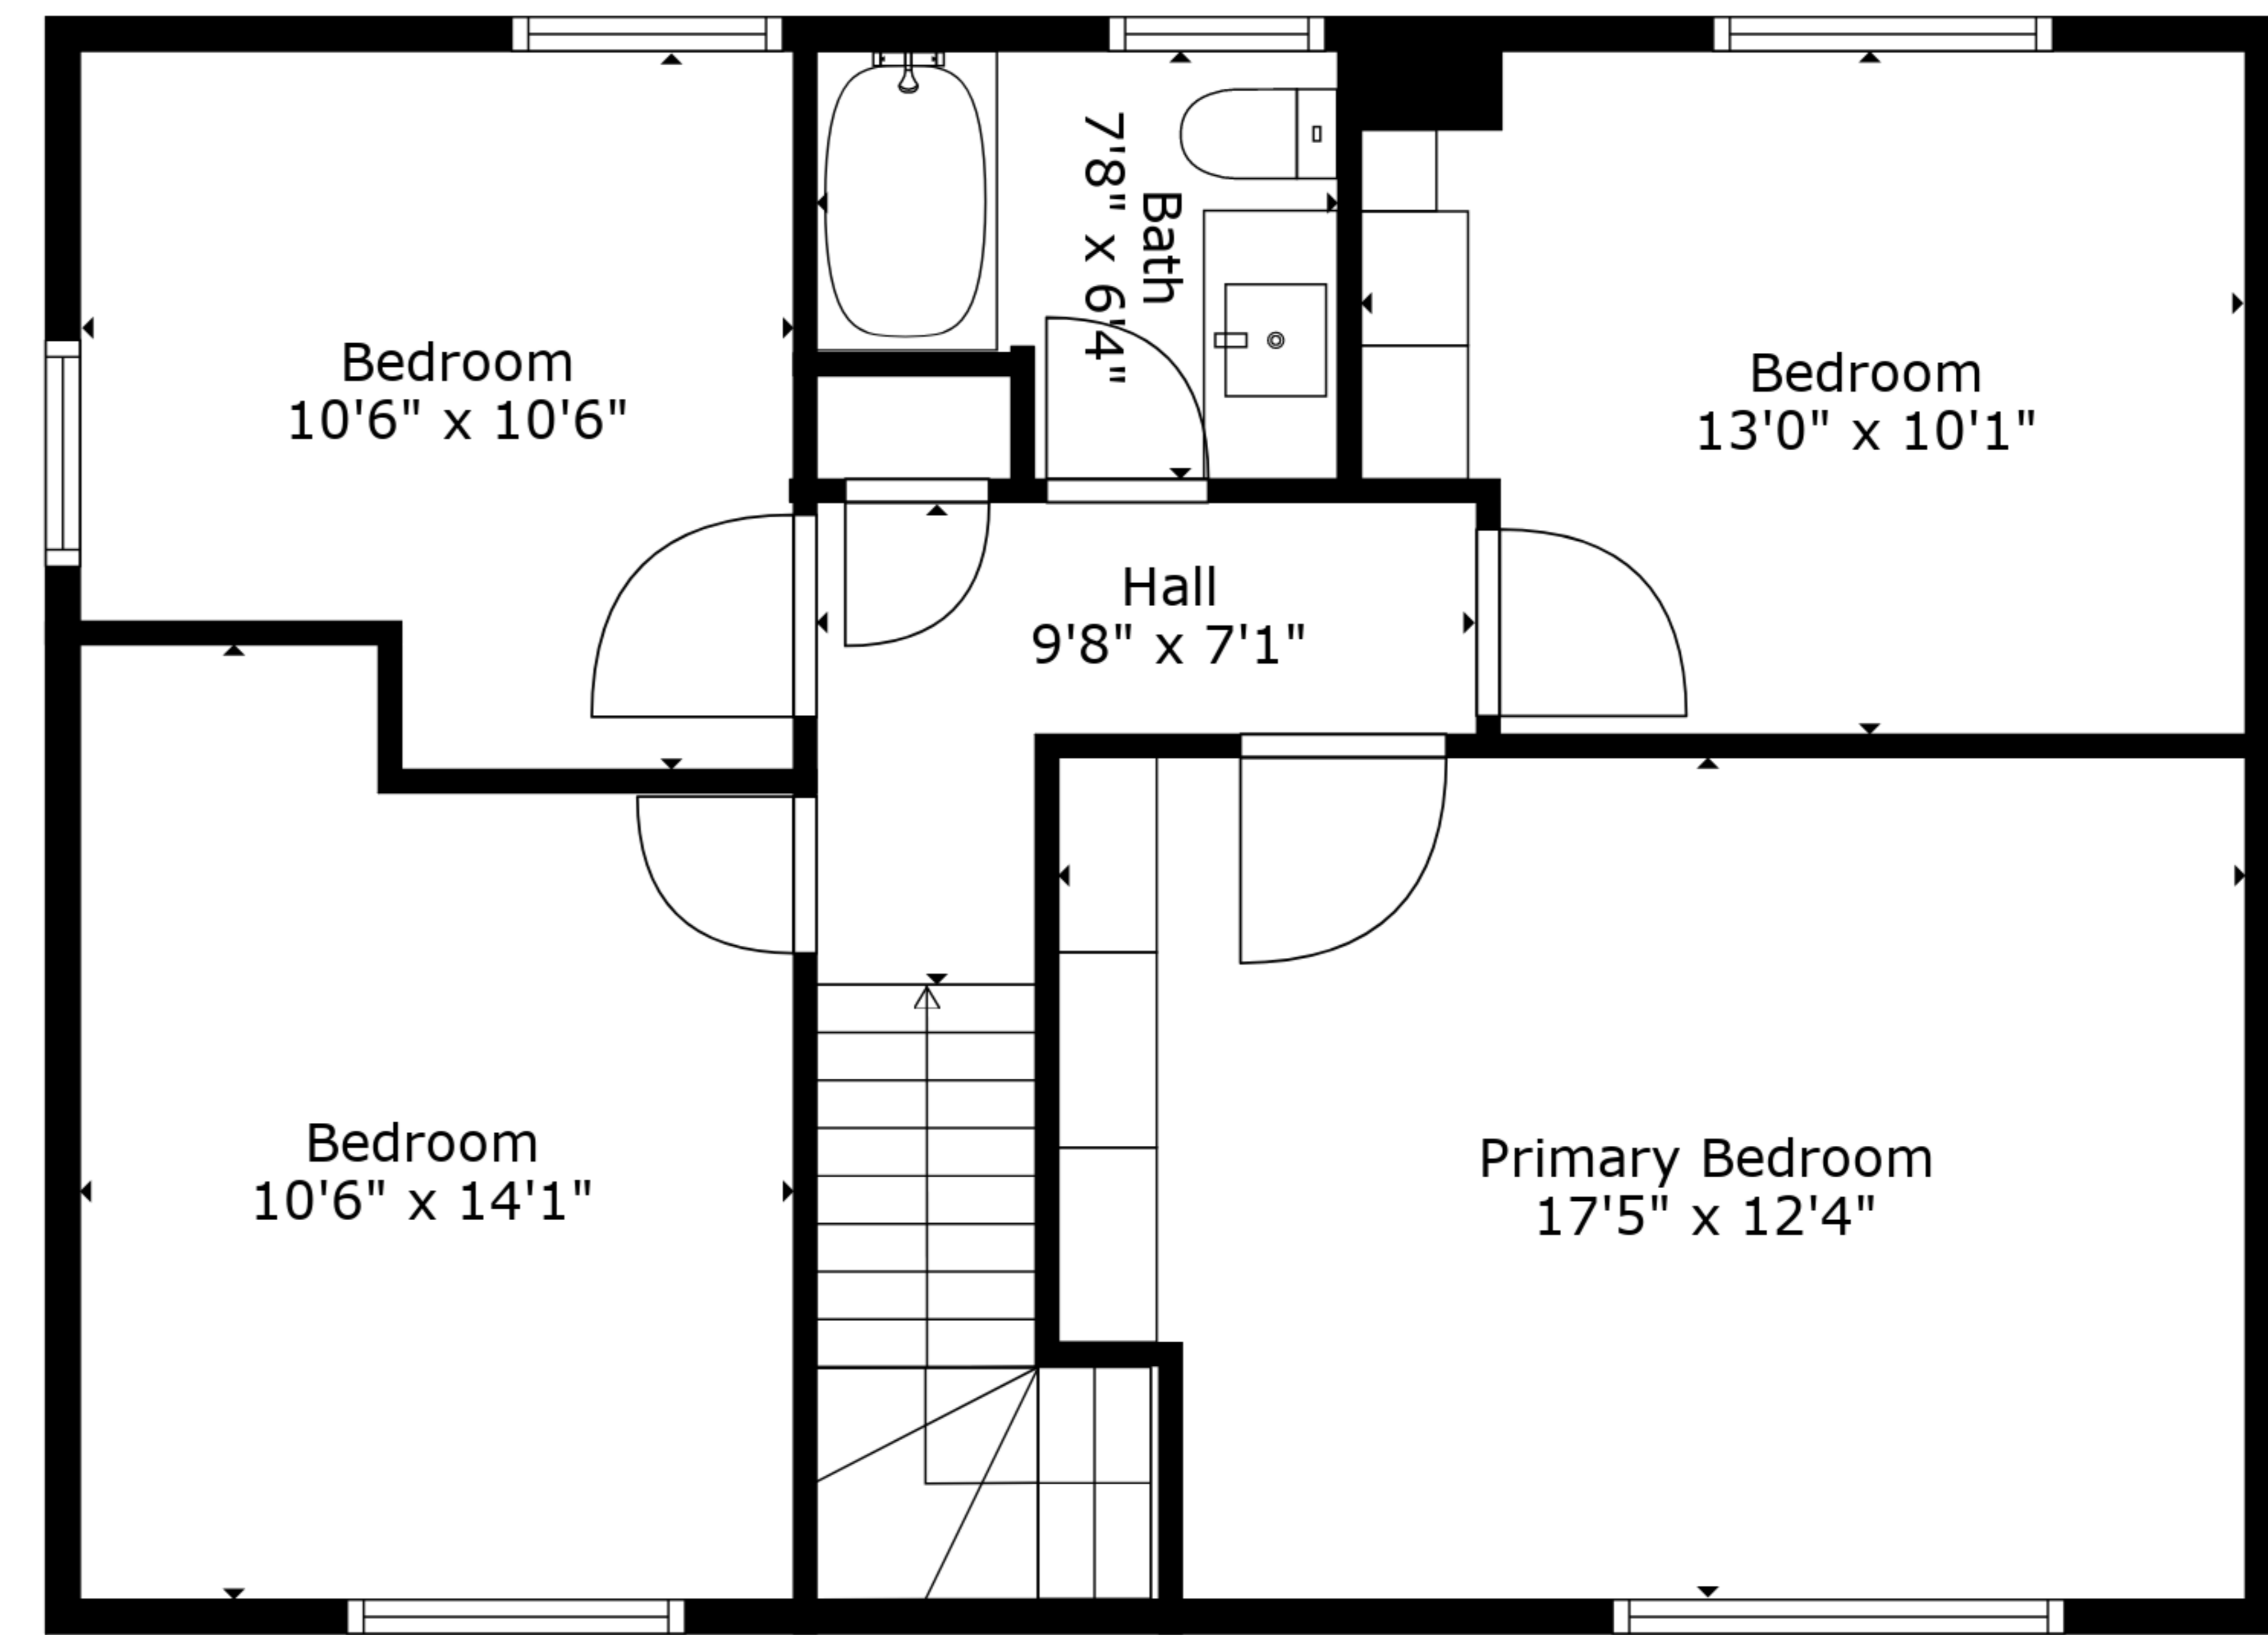 Bath
7'8" x 6'4"
Bedroom
10'6" x 10'6"
Bedroom
13'0" x 10'1"
Hall
9'8" x 7'1"
Bedroom
10'6" x 14'1"
Primary Bedroom
17'5" x 12'4"